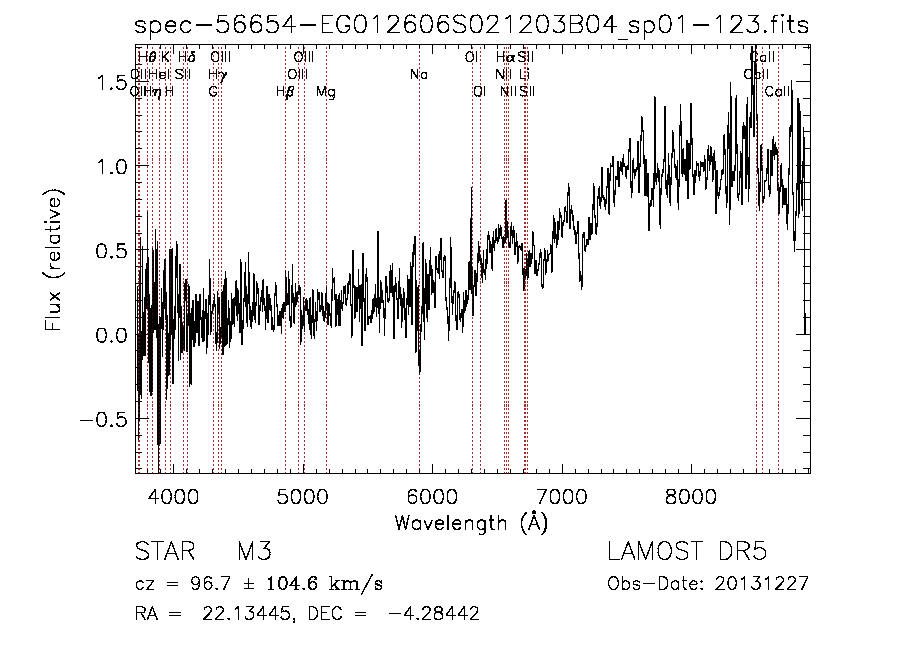 spec-56654-EG012606S021203B04_sp01-123.fits
Hθ K Hδ OIII OIII OI Hα SII CaII
OII HeI SII Hγ OIII Na NII Li CaII
OII Hη H G Hβ Mg OI NII SII CaII
1.5
1.0
0.5
0.0
-0.5
Flux (relative)
4000 5000 6000 7000 8000
Wavelength (Å)
STAR M3 LAMOST DR5
cz = 96.7 ± 104.6 km/s Obs-Date: 20131227
RA = 22.13445, DEC = -4.28442